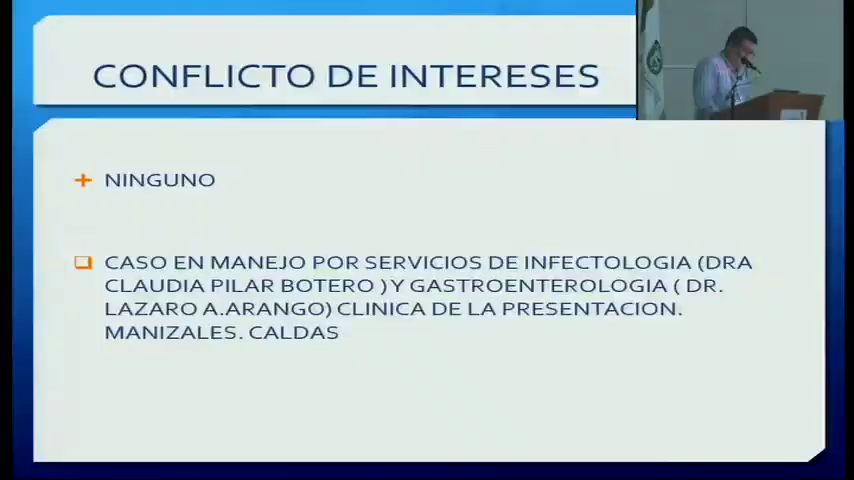 CONFLICTO DE INTERESES
NINGUNO
CASO EN MANEJO POR SERVICIOS DE INFECTOLOGIA (DRA
CLAUDIA PILAR BOTERO ) Y GASTROENTEROLOGIA ( DR.
LAZARO A.ARANGO) CLINICA DE LA PRESENTACION.
MANIZALES. CALDAS